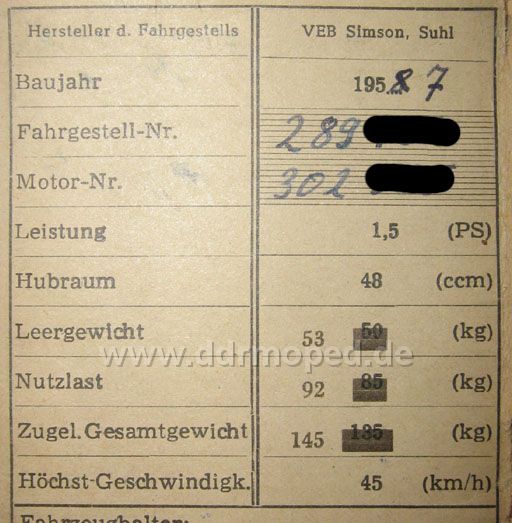 Hersteller d. Fahrgestells VEB Simson, Suhl
Baujahr 195...8 7
Fahrgestell-Nr. 289
Motor-Nr. 302
Leistung 1,5 (PS)
Hubraum 48 (ccm)
Leergewicht 53 50 (kg)
www.ddrmoped.de
Nutzlast 92 85 (kg)
Zugel. Gesamtgewicht 145 135 (kg)
Höchst-Geschwindigk. 45 (km/h)
Fahrzeughalter: